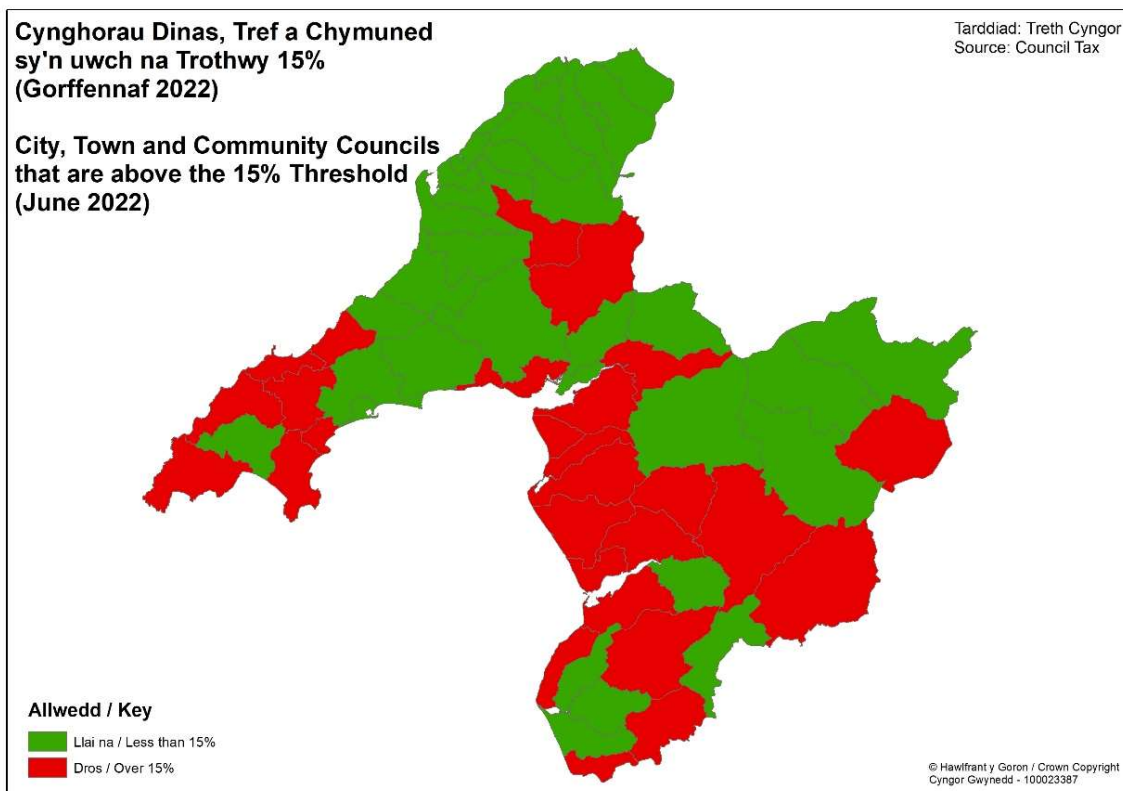 Cynghorau Dinas, Tref a Chymuned
sy'n uwch na Trothwy 15%
(Gorffennaf 2022)
City, Town and Community Councils
that are above the 15% Threshold
(June 2022)
Tarddiad: Treth Cyngor
Source: Council Tax
Allwedd / Key
Llai na / Less than 15%
Dros / Over 15%
© Hawlfraint y Goron / Crown Copyright
Cyngor Gwynedd - 100023387